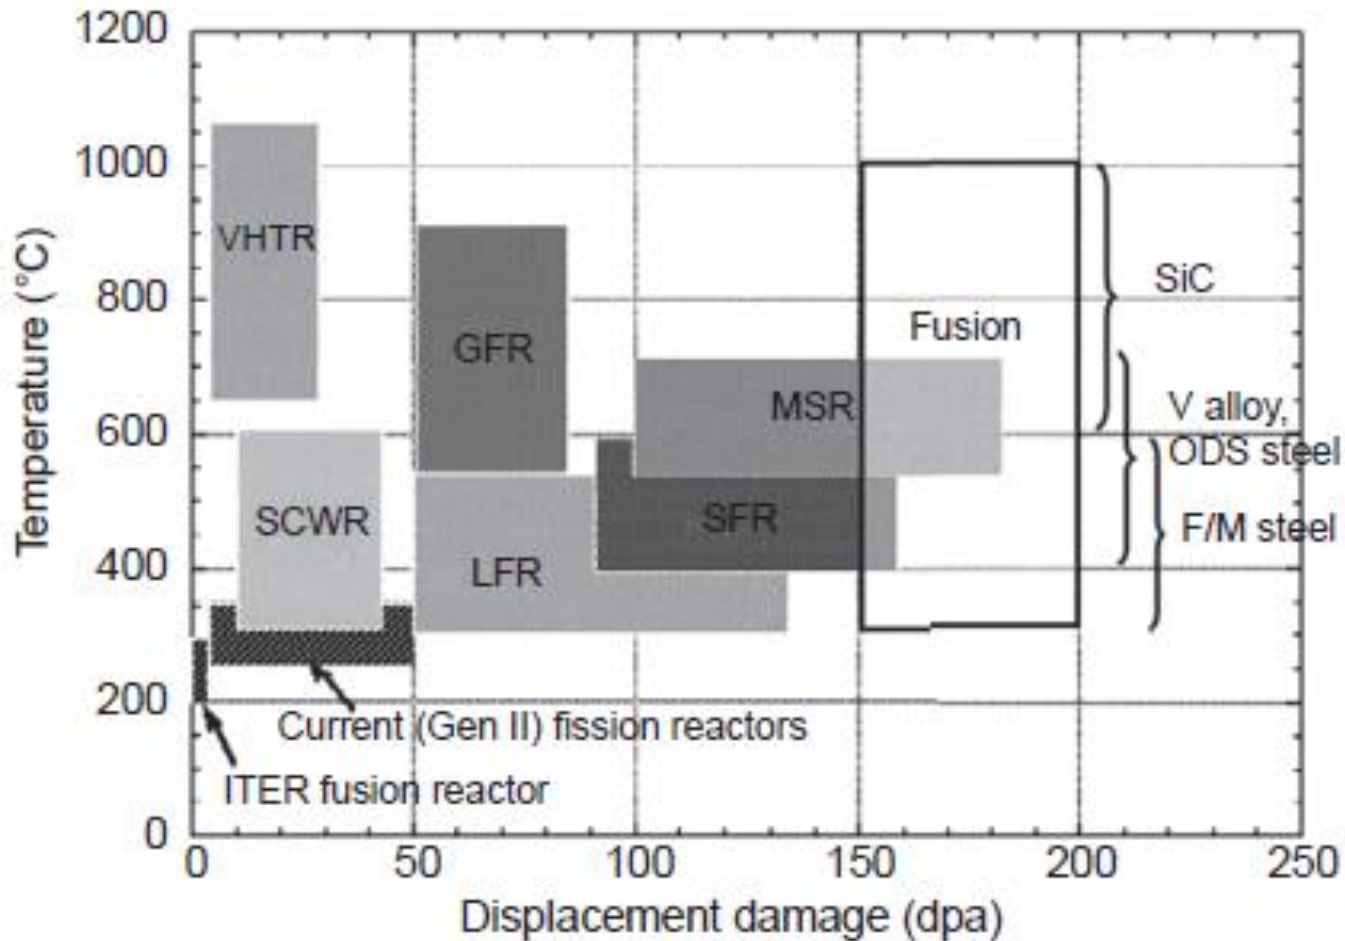 1200
1000
800
600
400
200
0
Temperature (°C)
VHTR
GFR
SCWR
LFR
SFR
MSR
Fusion
SiC
V alloy,
ODS steel
F/M steel
Current (Gen II) fission reactors
ITER fusion reactor
0 50 100 150 200 250
Displacement damage (dpa)